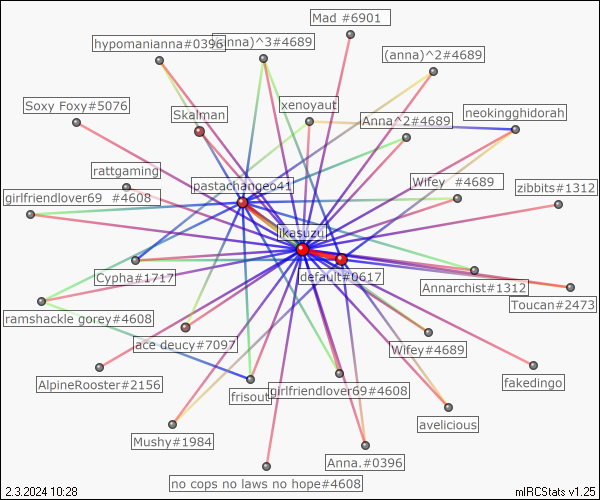 Mad #6901
hypomanianna#0396
(anna)^3#4689
(anna)^2#4689
Soxy Foxy#5076
Skalman
xenoyaut
Anna^2#4689
neokingghidorah
rattgaming
pastachangeo41
Wifey #4689
zibbits#1312
girlfriendlover69 #4608
ikasuzu
Cypha#1717
default#0617
Annarchist#1312
Toucan#2473
ramshackle gorey#4608
ace deucy#7097
Wifey#4689
AlpineRooster#2156
frisout
girlfriendlover69#4608
fakedingo
avelicious
Mushy#1984
Anna.#0396
no cops no laws no hope#4608
2.3.2024 10:28
mIRCStats v1.25